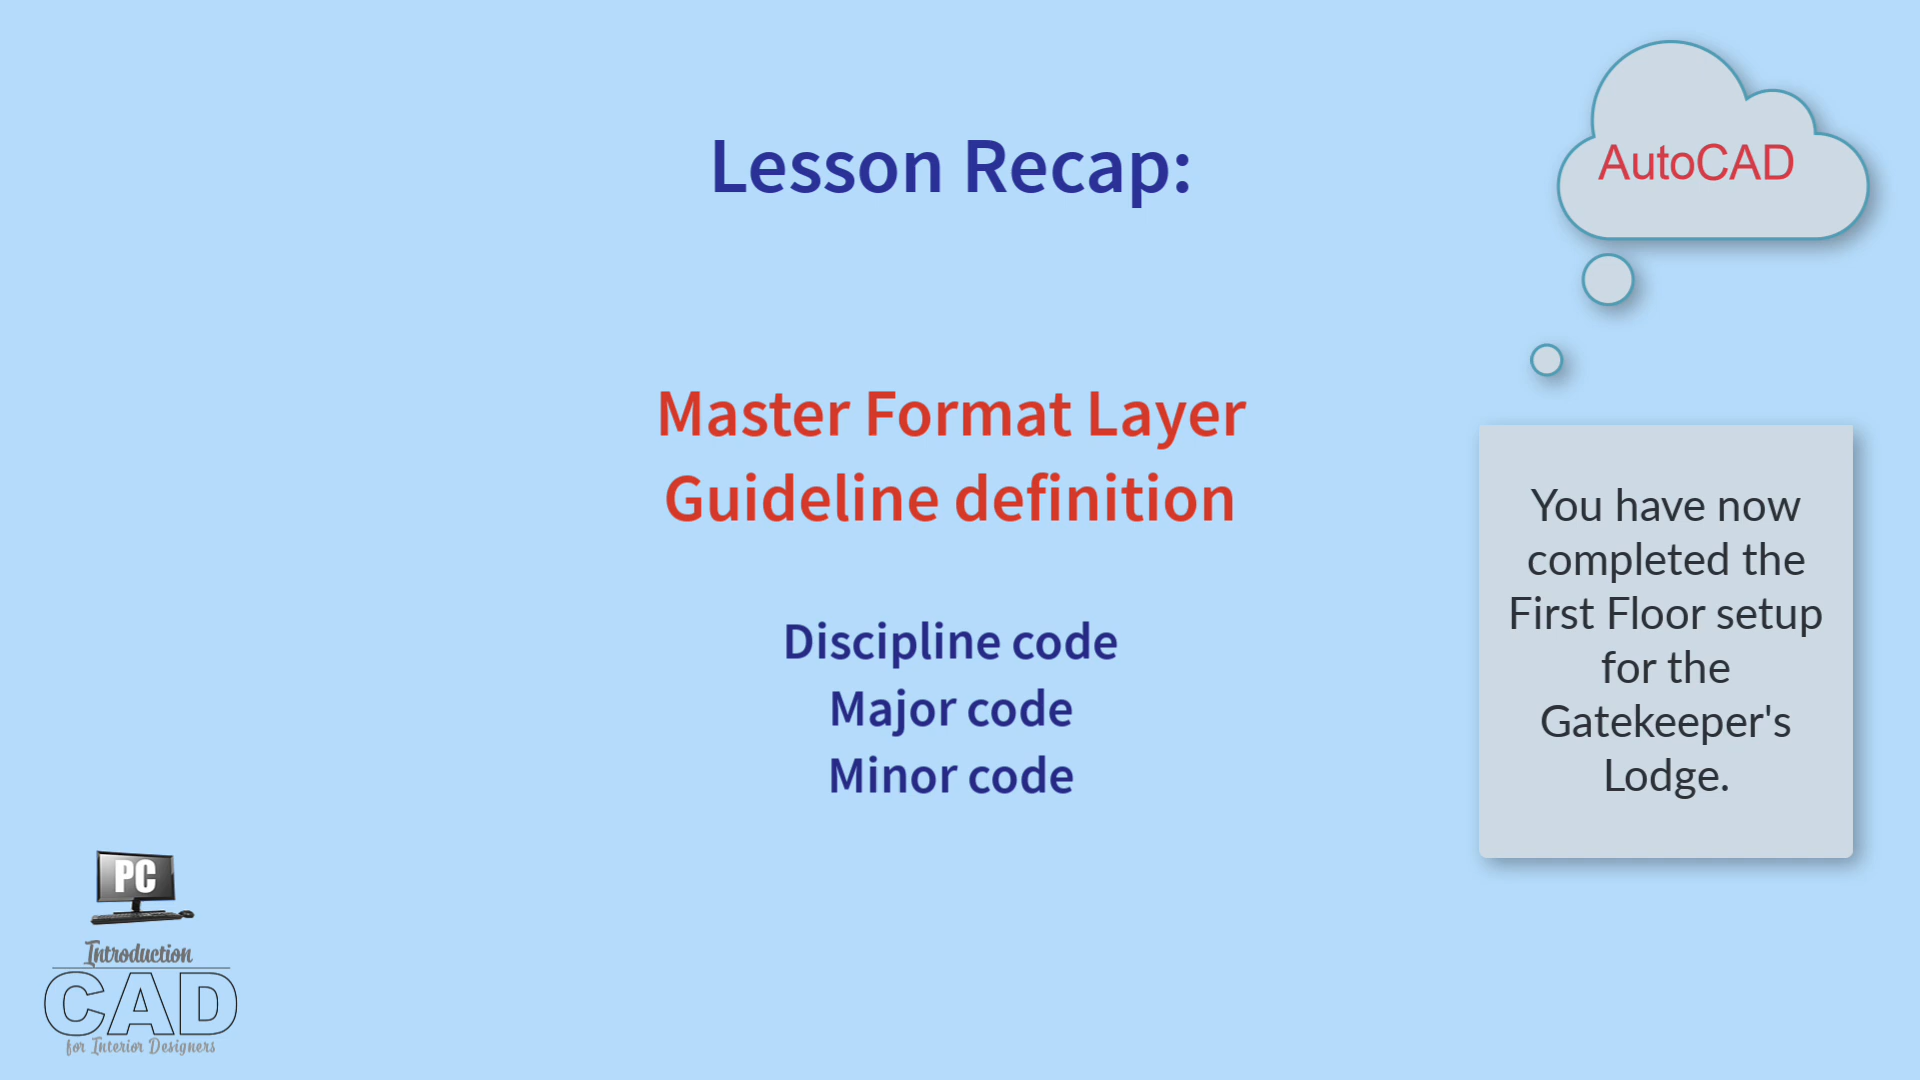 Lesson Recap:
AutoCAD
Master Format Layer
Guideline definition
Discipline code
Major code
Minor code
You have now
completed the
First Floor setup
for the
Gatekeeper's
Lodge.
PC
Introduction
CAD
for Interior Designers